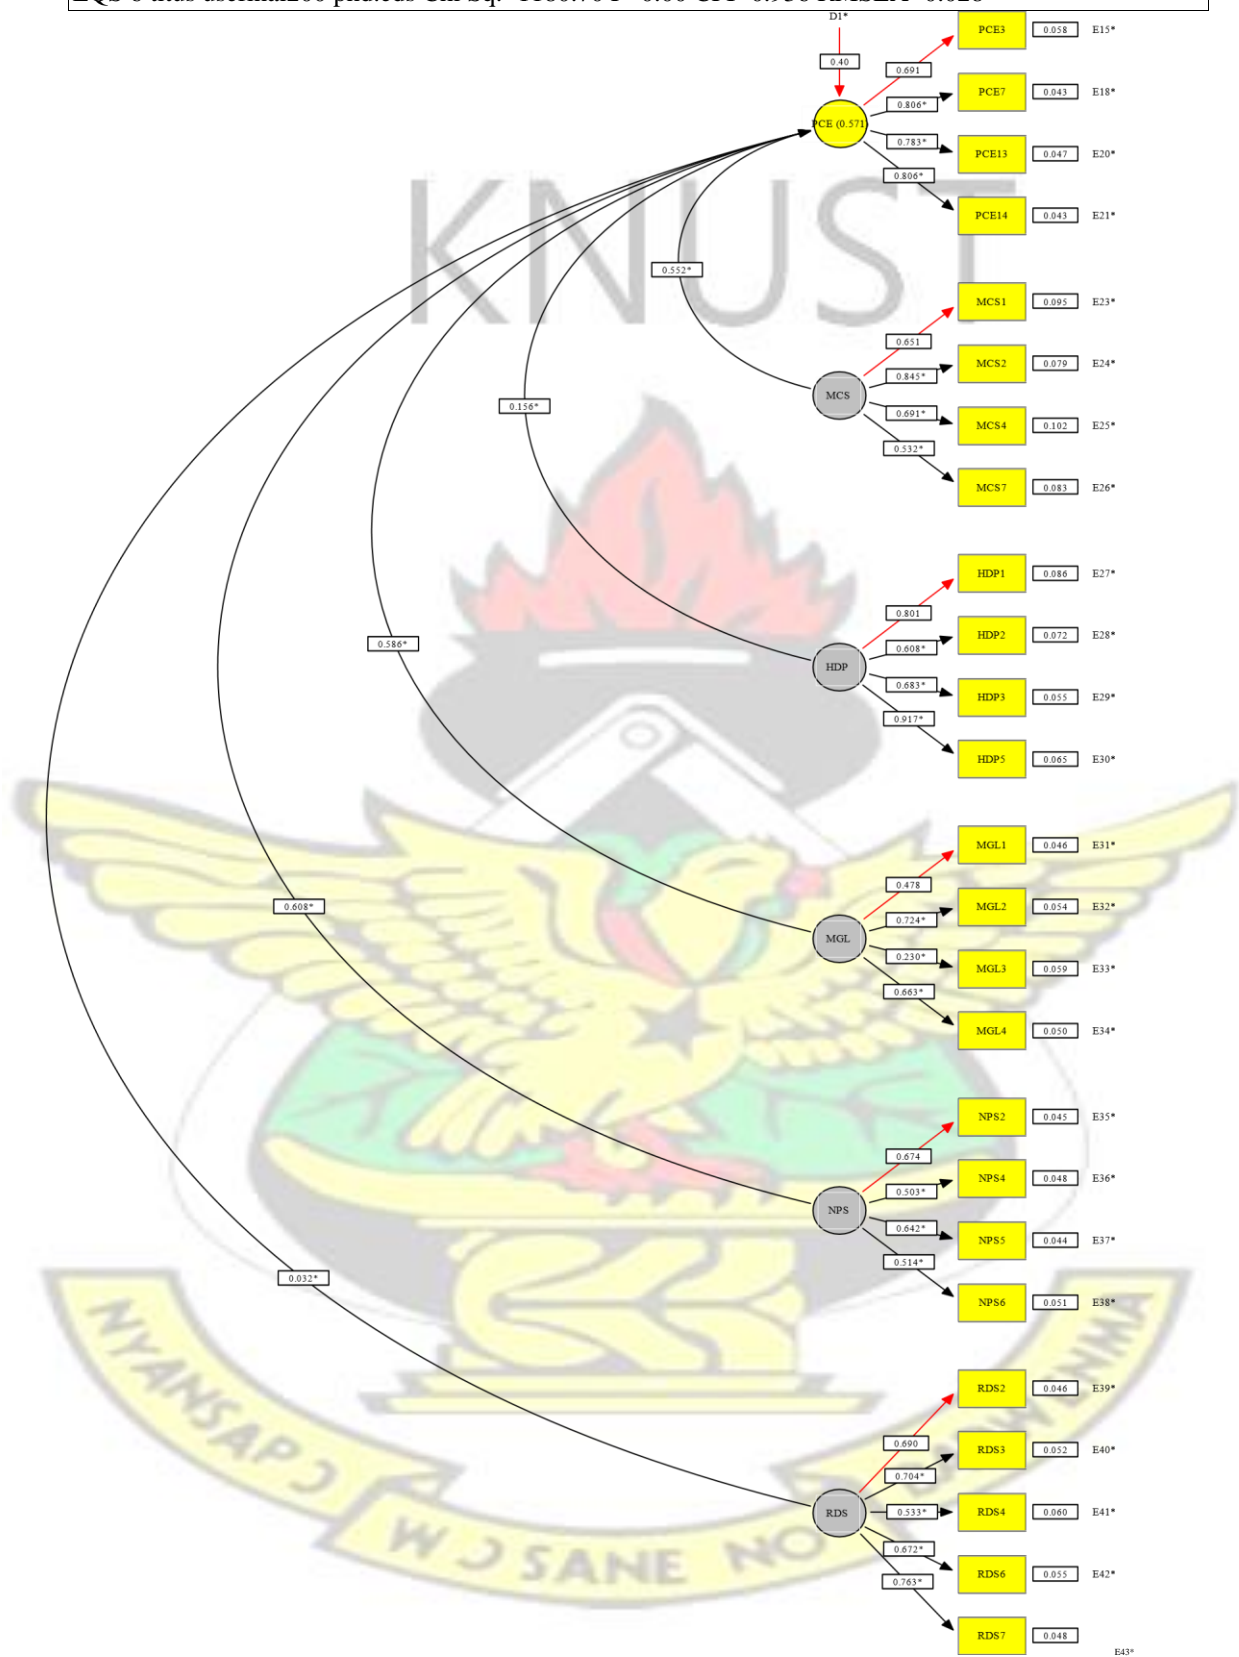 D1*
0.40
PCE (0.571)
0.691
PCE3 0.058 E15*
0.806*
PCE7 0.043 E18*
0.783*
PCE13 0.047 E20*
0.806*
PCE14 0.043 E21*
KNUST
0.552*
MCS
0.651
MCS1 0.095 E23*
0.845*
MCS2 0.079 E24*
0.691*
MCS4 0.102 E25*
0.532*
MCS7 0.083 E26*
0.156*
HDP
0.801
HDP1 0.086 E27*
0.608*
HDP2 0.072 E28*
0.683*
HDP3 0.055 E29*
0.917*
HDP5 0.065 E30*
0.586*
MGL
0.478
MGL1 0.046 E31*
0.724*
MGL2 0.054 E32*
0.230*
MGL3 0.059 E33*
0.663*
MGL4 0.050 E34*
0.608*
NPS
0.674
NPS2 0.045 E35*
0.503*
NPS4 0.048 E36*
0.642*
NPS5 0.044 E37*
0.514*
NPS6 0.051 E38*
0.032*
RDS
0.690
RDS2 0.046 E39*
0.704*
RDS3 0.052 E40*
0.533*
RDS4 0.060 E41*
0.672*
RDS6 0.055 E42*
0.763*
RDS7 0.048
E43*
NYANSAPƆ
WƆSANE NO